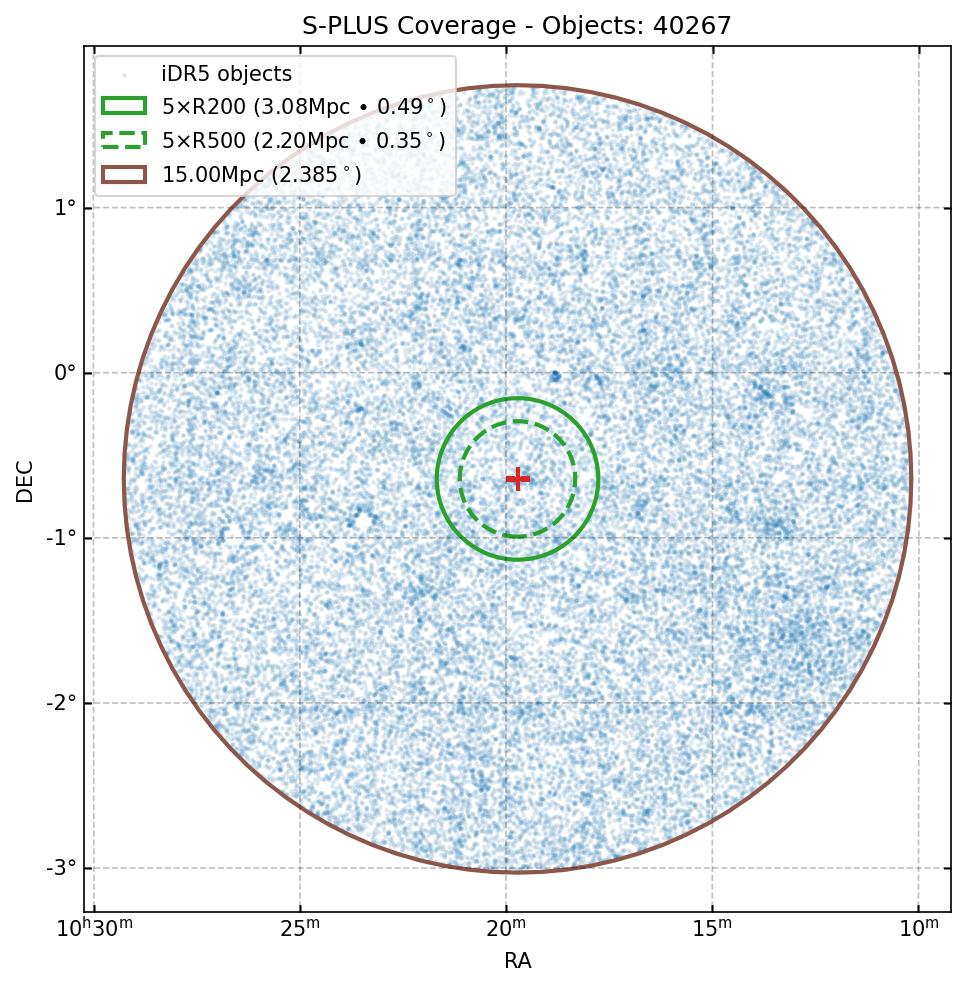 S-PLUS Coverage - Objects: 40267
iDR5 objects
5×R200 (3.08Mpc • 0.49°)
5×R500 (2.20Mpc • 0.35°)
15.00Mpc (2.385°)
1°
0°
-1°
-2°
-3°
DEC
10ʰ30ᵐ 25ᵐ 20ᵐ 15ᵐ 10ᵐ
RA